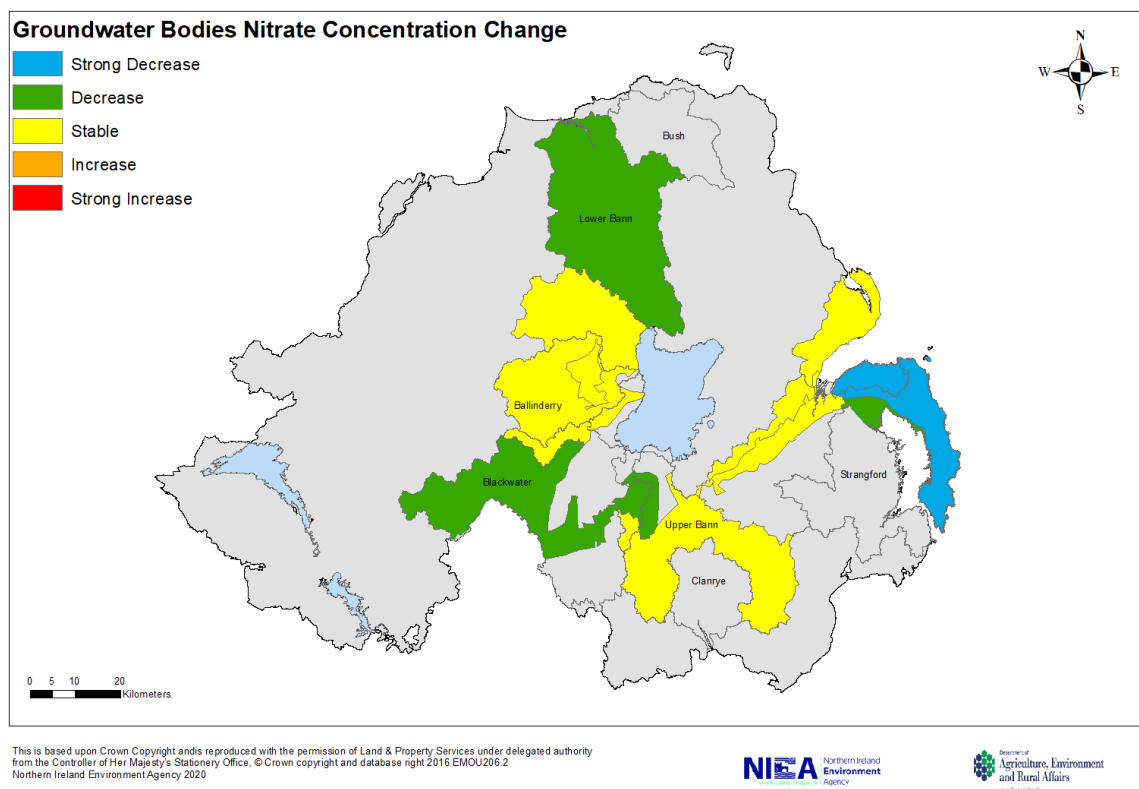 Groundwater Bodies Nitrate Concentration Change
Strong Decrease
Decrease
Stable
Increase
Strong Increase
N
W
E
S
Bush
Lower Bann
Ballinderry
Blackwater
Strangford
Upper Bann
Clanrye
0 5 10 20
Kilometers
This is based upon Crown Copyright andis reproduced with the permission of Land & Property Services under delegated authority
from the Controller of Her Majesty's Stationery Office, © Crown copyright and database right 2016 EMOU206.2
Northern Ireland Environment Agency 2020
NIEA
Northern Ireland
Environment
Agency
Department of
Agriculture, Environment
and Rural Affairs